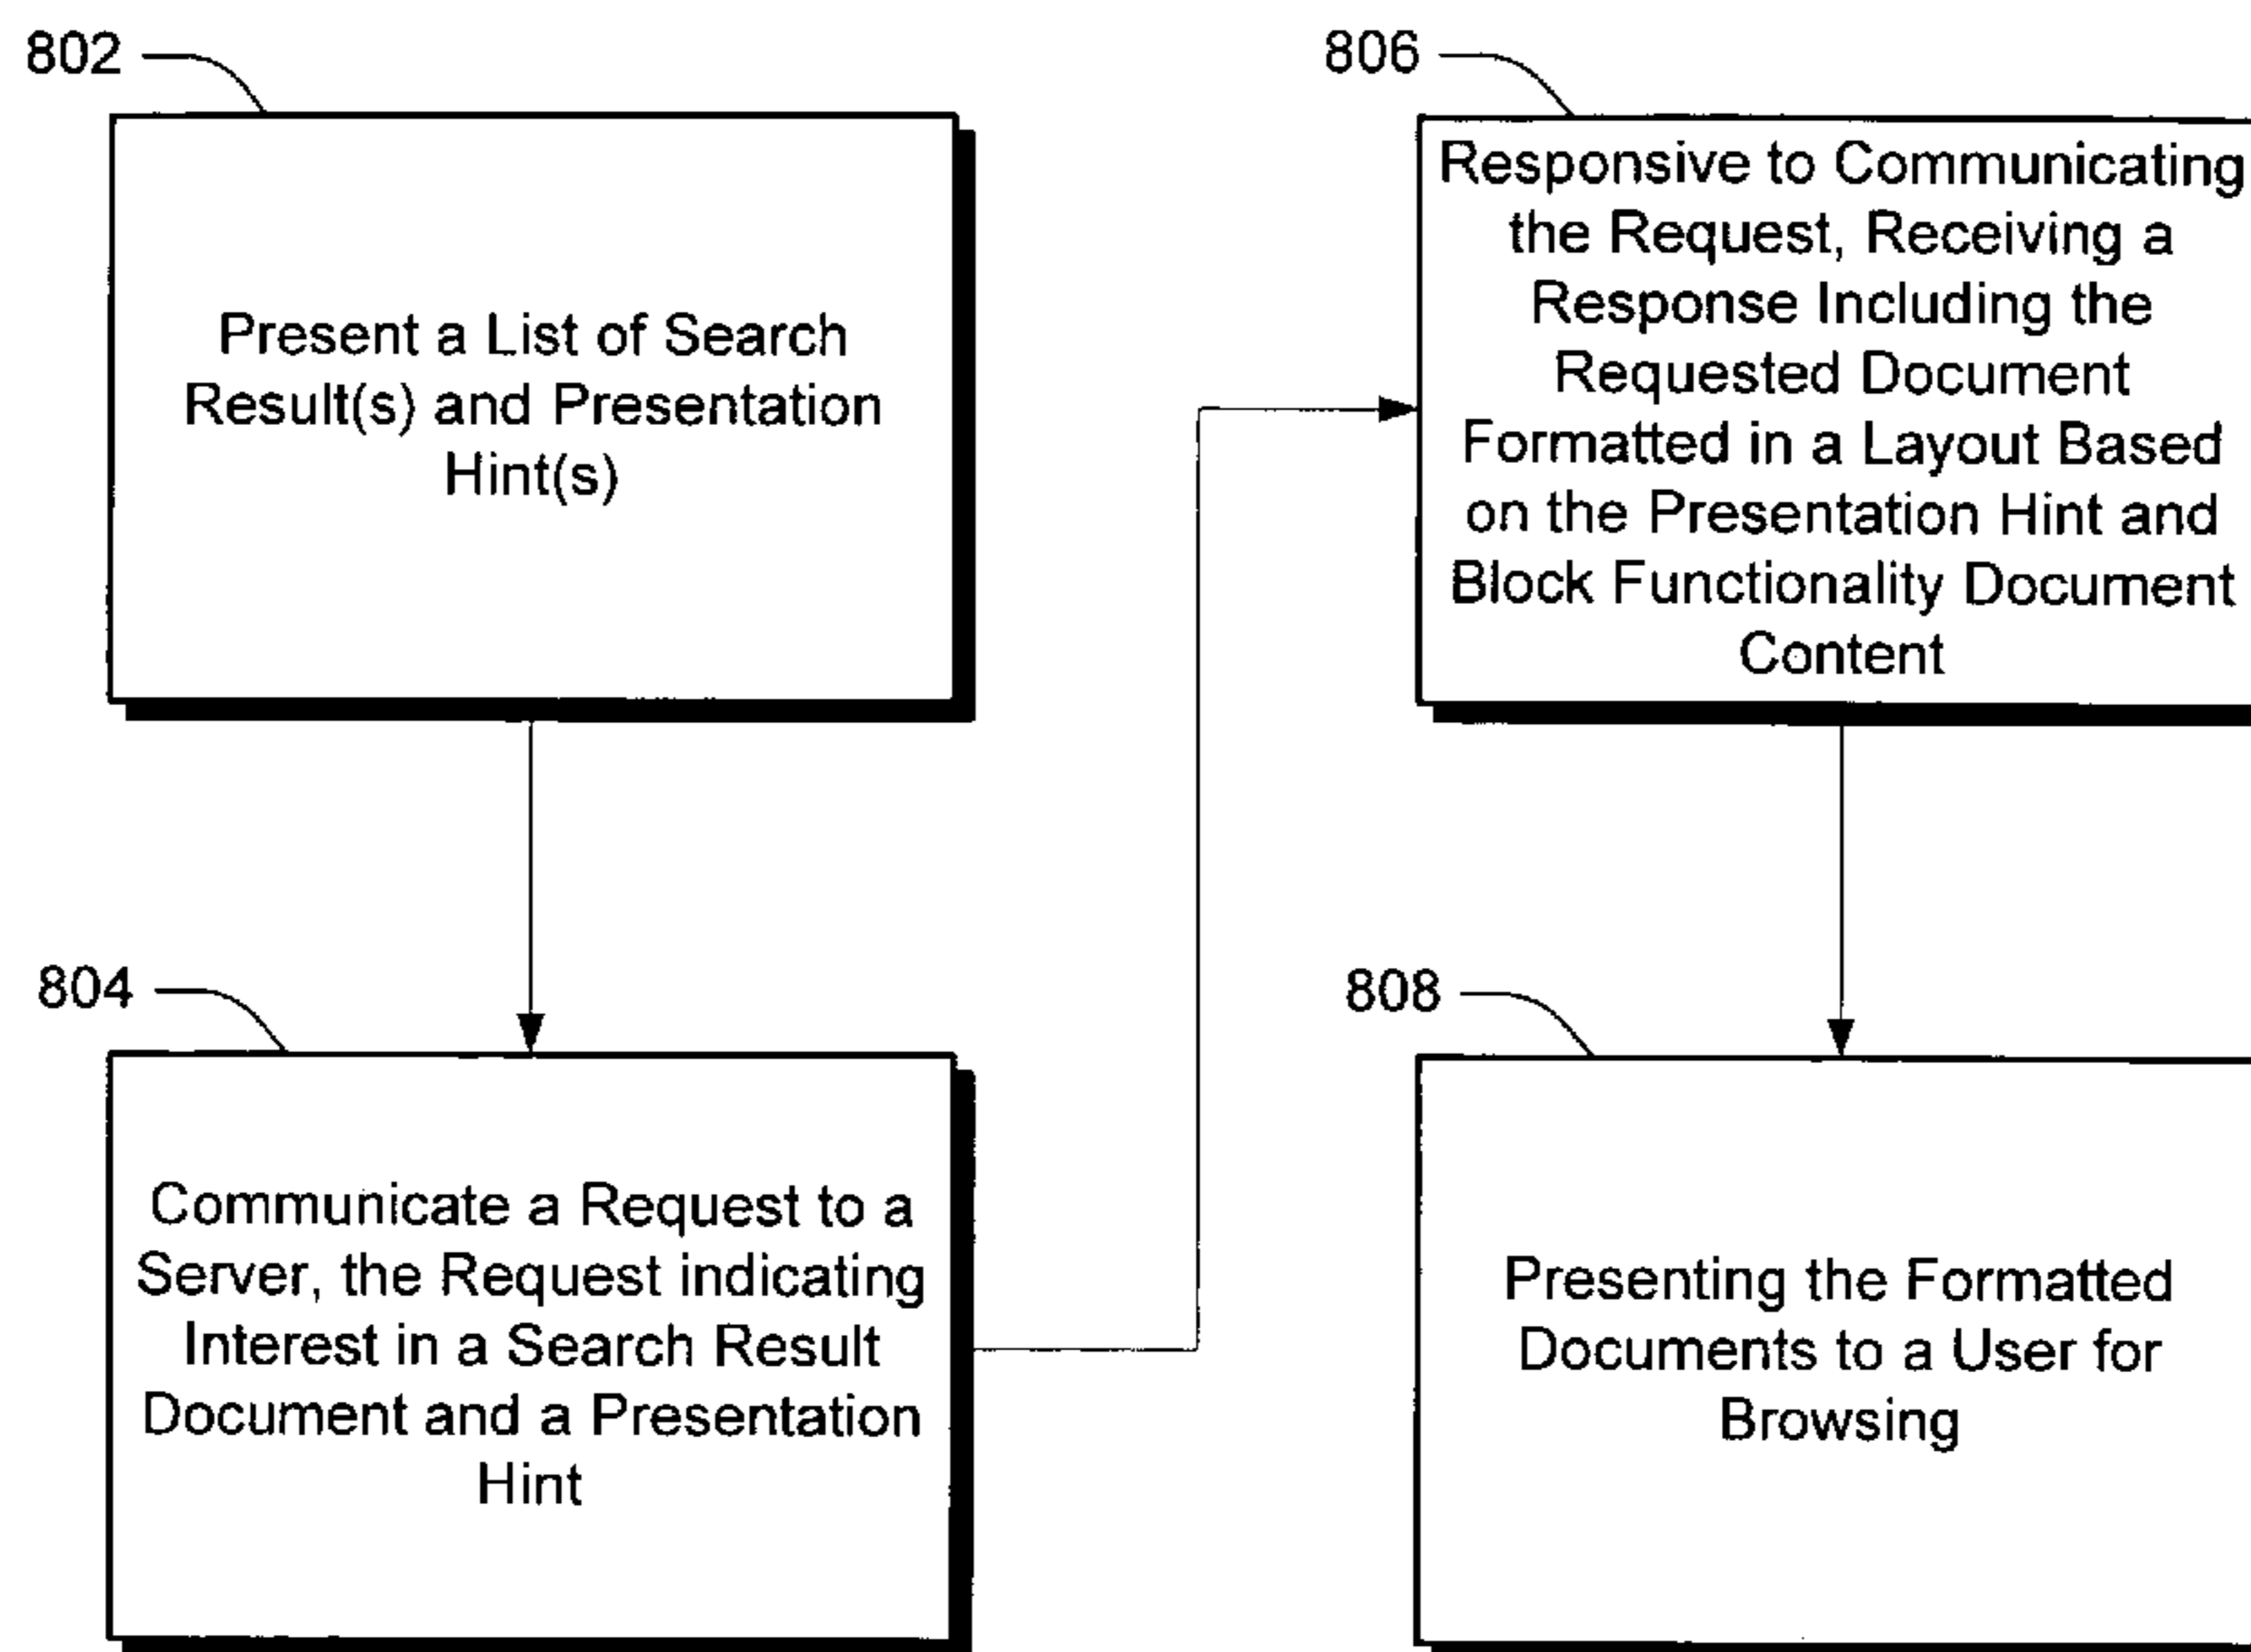 802
Present a List of Search
Result(s) and Presentation
Hint(s)
804
Communicate a Request to a
Server, the Request indicating
Interest in a Search Result
Document and a Presentation
Hint
806
Responsive to Communicating
the Request, Receiving a
Response Including the
Requested Document
Formatted in a Layout Based
on the Presentation Hint and
Block Functionality Document
Content
808
Presenting the Formatted
Documents to a User for
Browsing